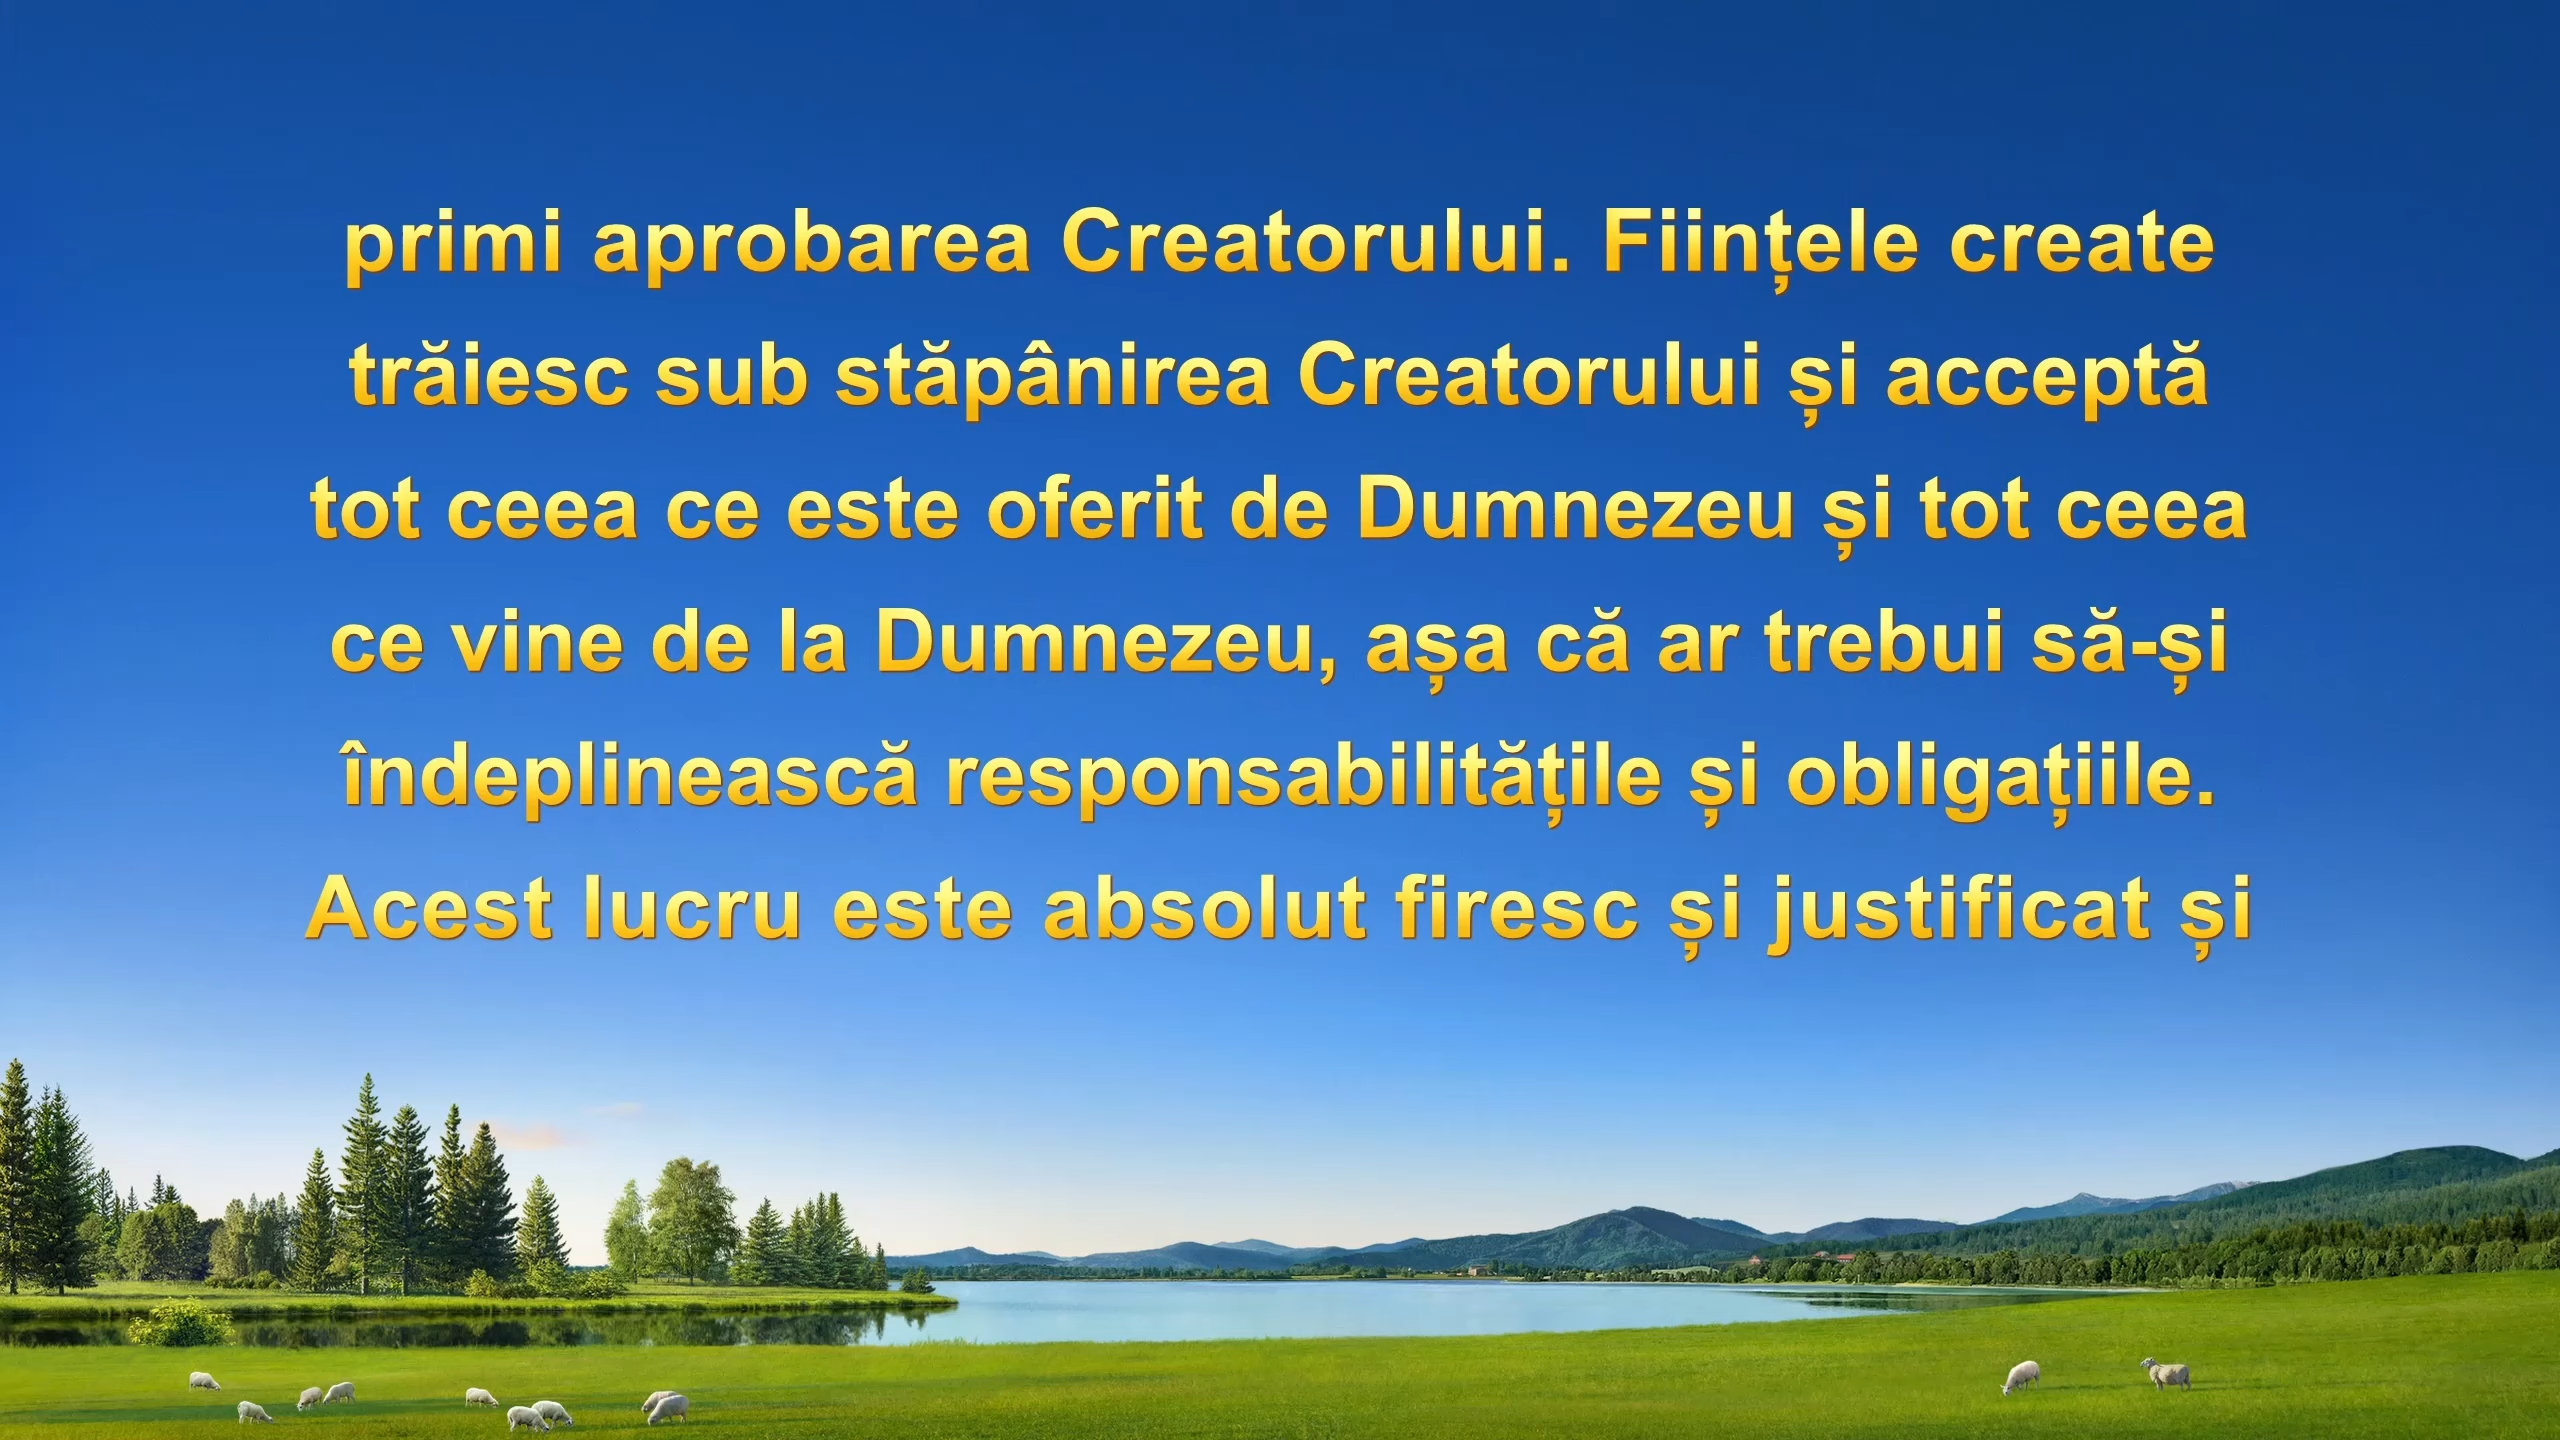 primi aprobarea Creatorului. Ființele create
trăiesc sub stăpânirea Creatorului și acceptă
tot ceea ce este oferit de Dumnezeu și tot ceea
ce vine de la Dumnezeu, așa că ar trebui să-și
îndeplinească responsabilitățile și obligațiile.
Acest lucru este absolut firesc și justificat și